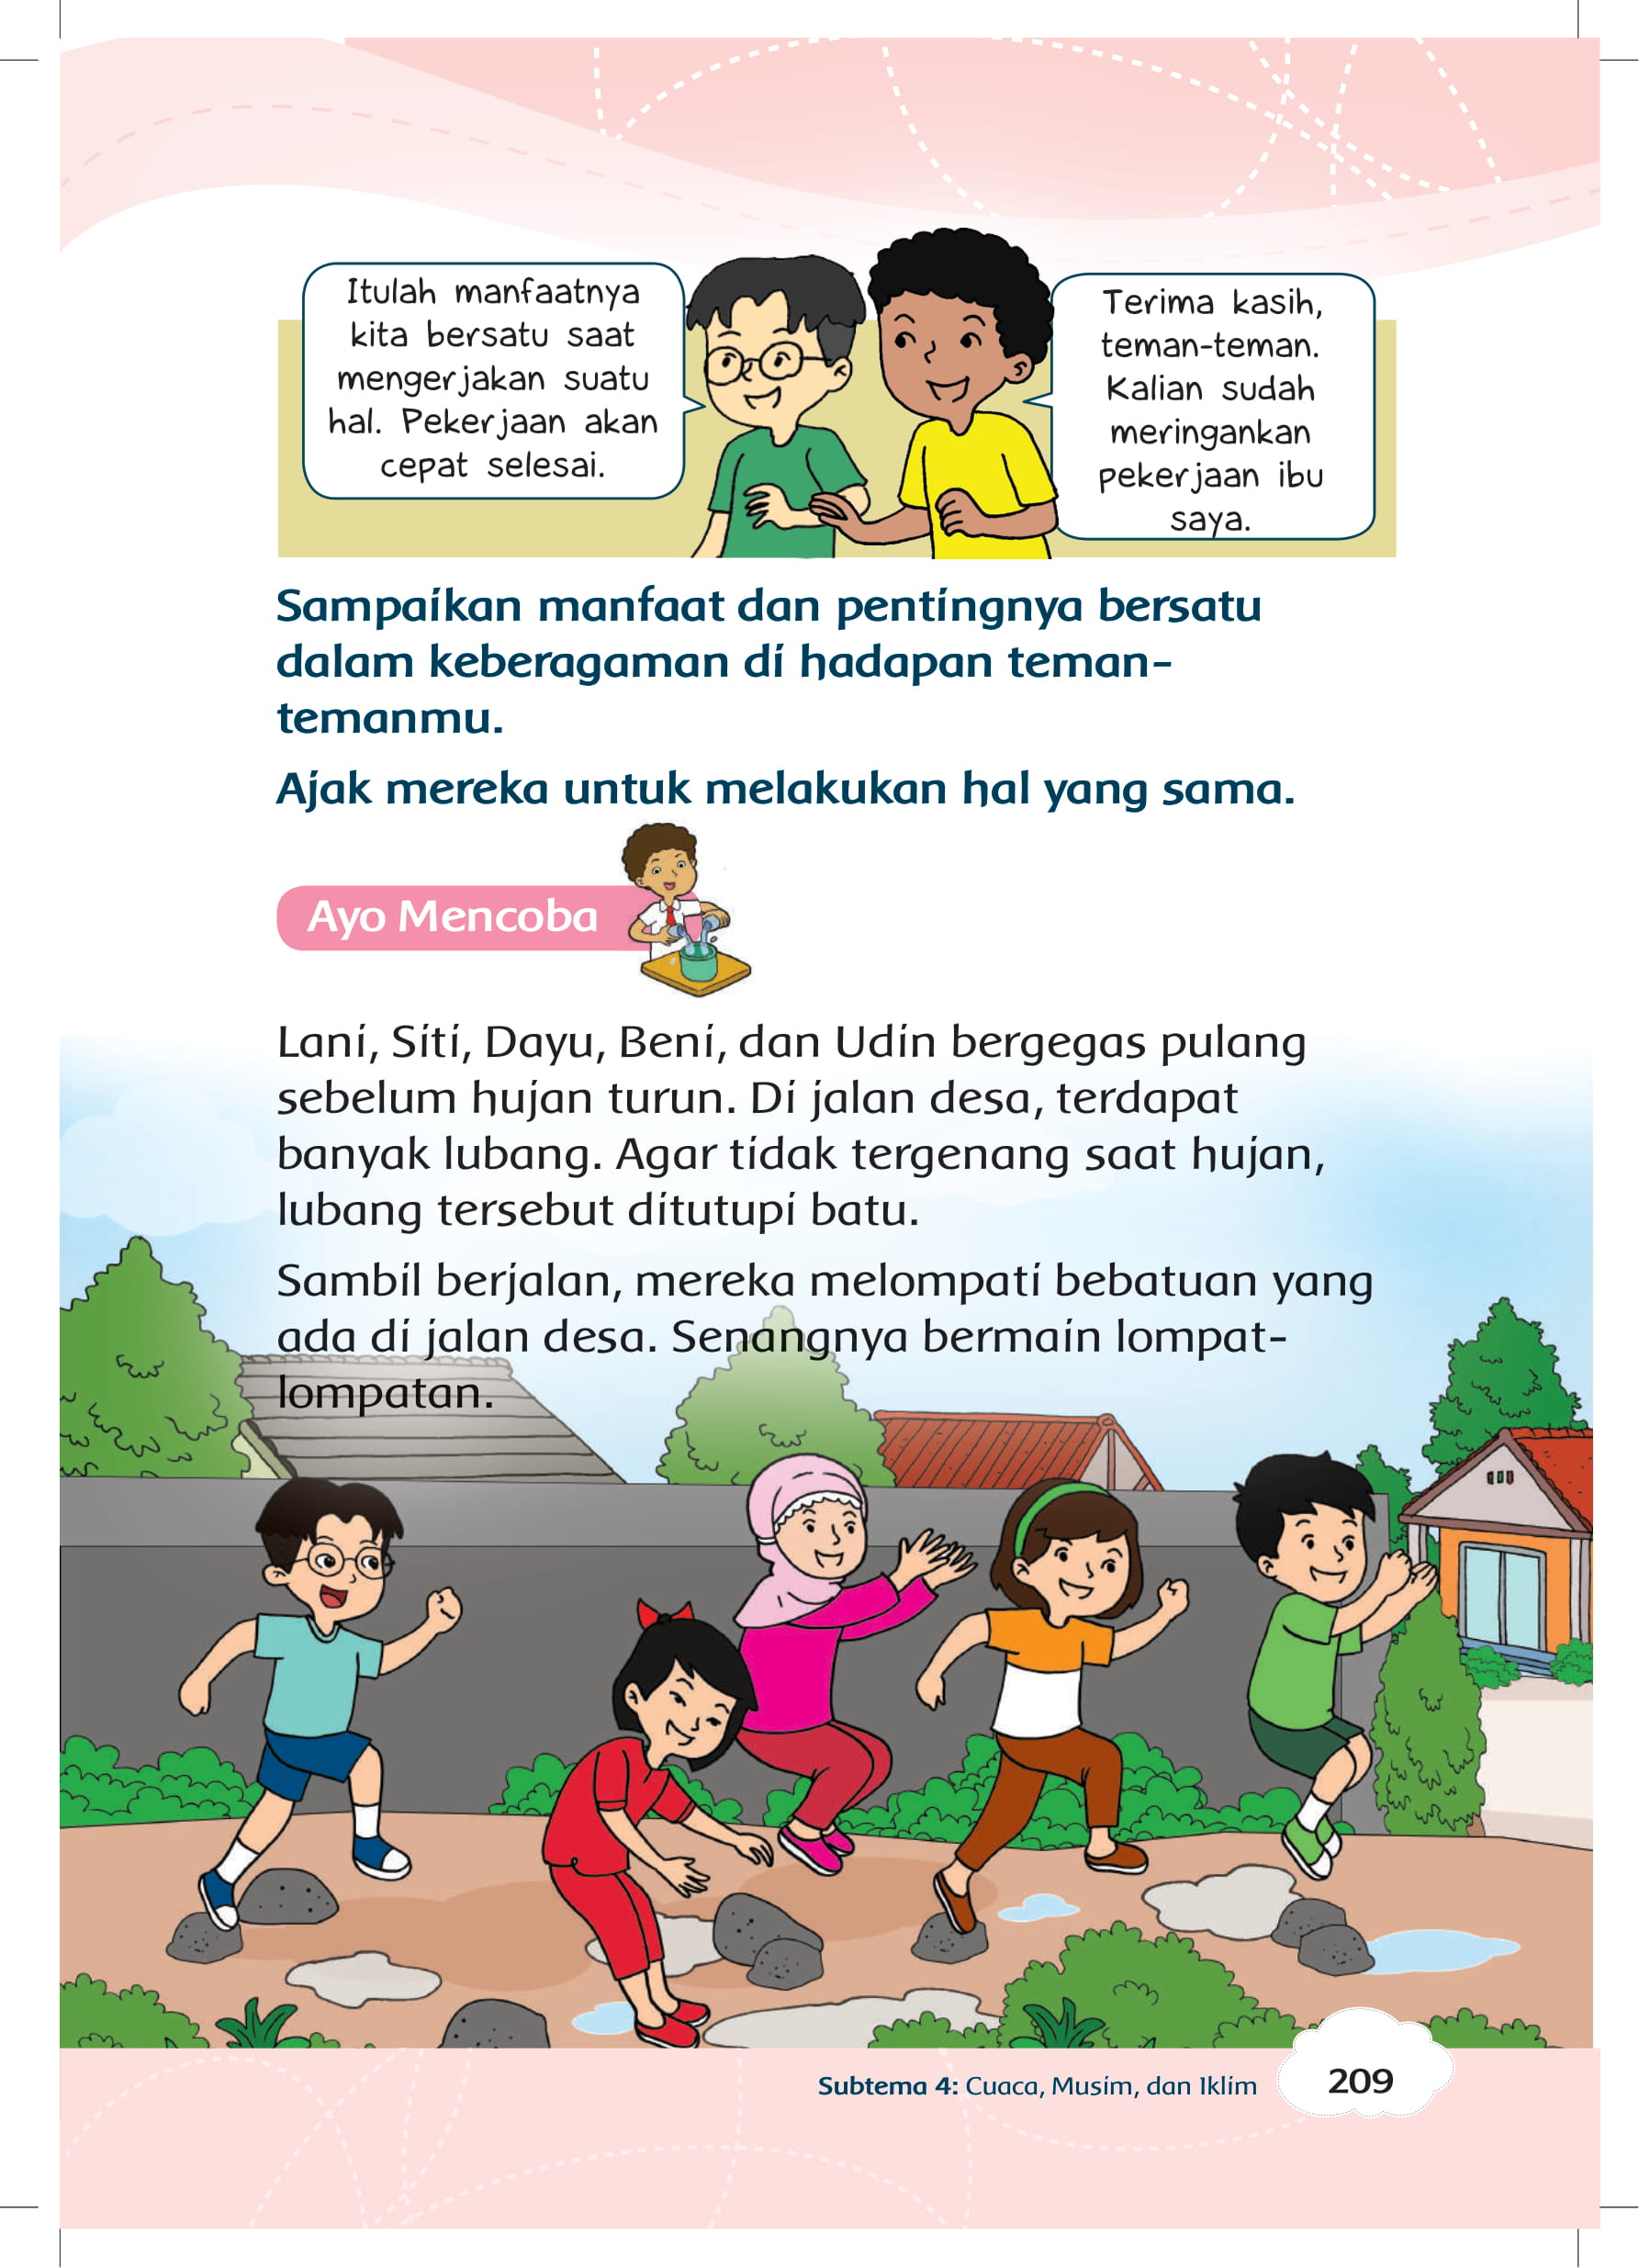 Itulah manfaatnya
kita bersatu saat
mengerjakan suatu
hal. Pekerjaan akan
cepat selesai.
Terima kasih,
teman-teman.
Kalian sudah
meringankan
pekerjaan ibu
saya.
Sampaikan manfaat dan pentingnya bersatu
dalam keberagaman di hadapan teman-
temanmu.
Ajak mereka untuk melakukan hal yang sama.
Ayo Mencoba
Lani, Siti, Dayu, Beni, dan Udin bergegas pulang
sebelum hujan turun. Di jalan desa, terdapat
banyak lubang. Agar tidak tergenang saat hujan,
lubang tersebut ditutupi batu.
Sambil berjalan, mereka melompati bebatuan yang
ada di jalan desa. Senangnya bermain lompat-
lompatan.
Subtema 4: Cuaca, Musim, dan Iklim
209